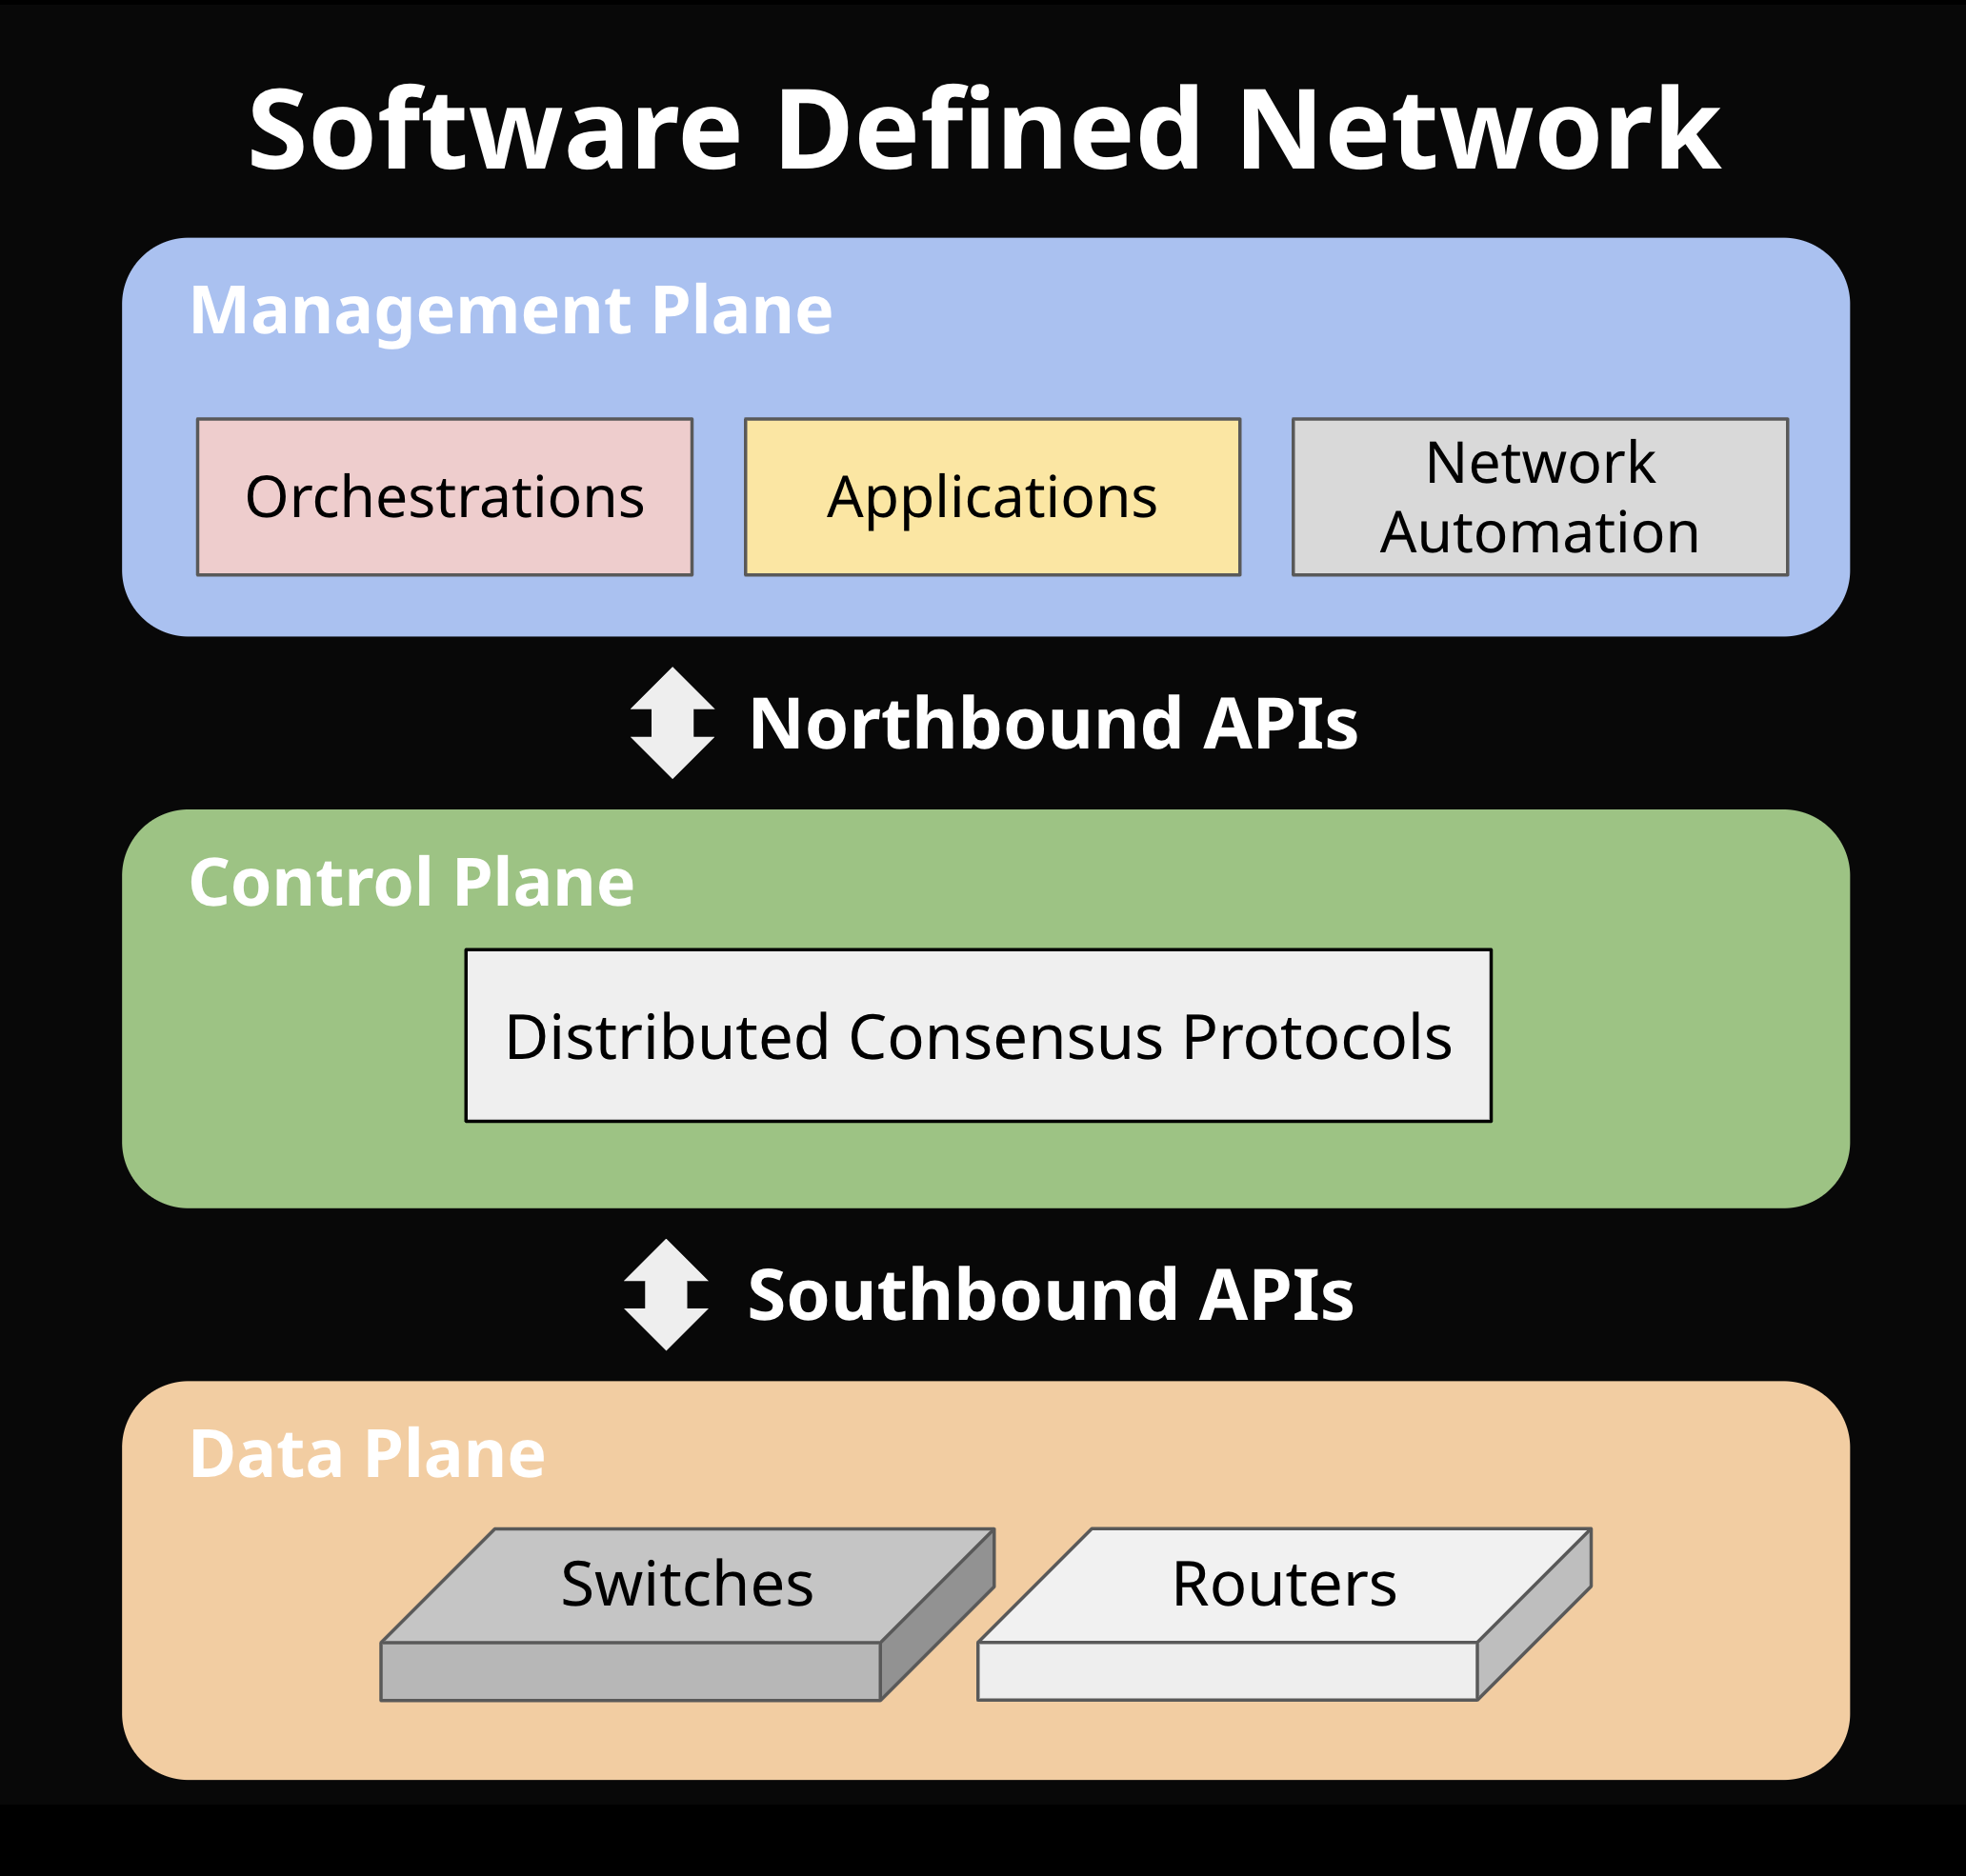 Software Defined Network
Management Plane
Orchestrations
Applications
Network
Automation
Northbound APIs
Control Plane
Distributed Consensus Protocols
Southbound APIs
Data Plane
Switches
Routers